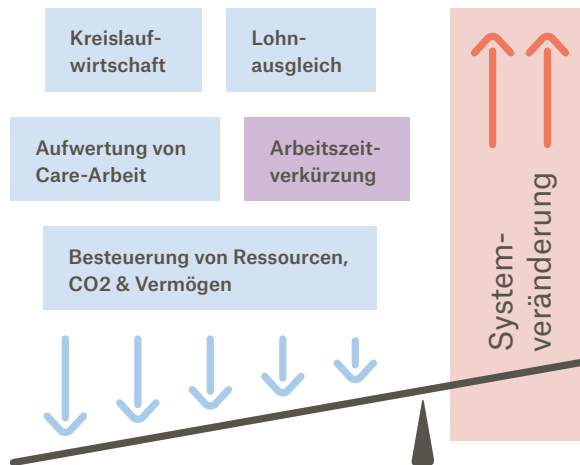 Kreislauf-
wirtschaft
Lohn-
ausgleich
Aufwertung von
Care-Arbeit
Arbeitszeit-
verkürzung
Besteuerung von Ressourcen,
CO2 & Vermögen
System-
veränderung